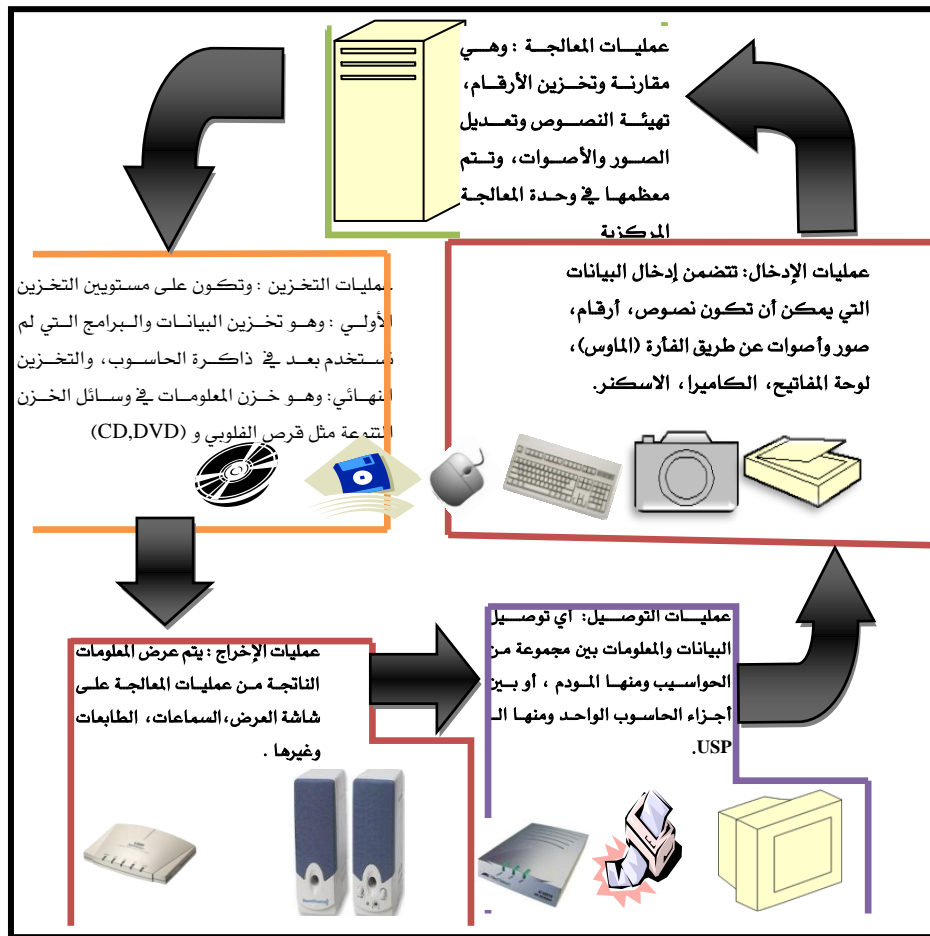 عمليات المعالجة : وهي
مقارنة وتخزين الأرقام،
تهيئة النصوص وتعديل
الصور والأصوات، وتتم
معظمها في وحدة المعالجة
المركزية
عمليات الإدخال: تتضمن إدخال البيانات
التي يمكن أن تكون نصوص، أرقام،
صور وأصوات عن طريق الفأرة (الماوس)،
لوحة المفاتيح، الكاميرا، الاسكنر.
عمليات التخزين : وتكون على مستويين التخزين
الأولي : وهو تخزين البيانات والبرامج التي لم
تستخدم بعد في ذاكرة الحاسوب، والتخزين
النهائي: وهو خزن المعلومات في وسائل الخزن
التنوعة مثل قرص الفلوبي و (CD,DVD)
عمليات الإخراج : يتم عرض المعلومات
الناتجة من عمليات المعالجة على
شاشة العرض،السماعات، الطابعات
وغيرها .
عمليات التوصيل: أي توصيل
البيانات والمعلومات بين مجموعة من
الحواسيب ومنها المودم ، أو بين
أجزاء الحاسوب الواحد ومنها الـ
USP.